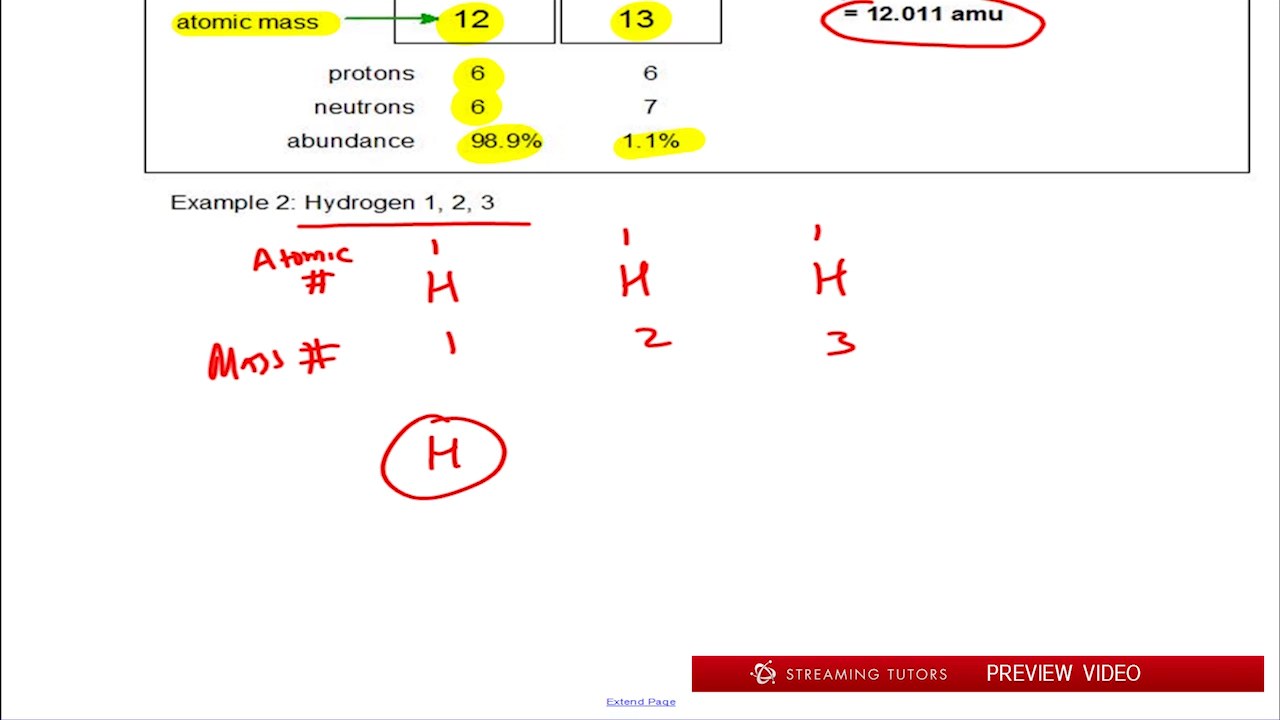 atomic mass 12 13 = 12.011 amu
protons 6 6
neutrons 6 7
abundance 98.9% 1.1%
Example 2: Hydrogen 1, 2, 3
Atomic # 1 1 1
H H H
Mass # 1 2 3
H
STREAMING TUTORS PREVIEW VIDEO
Extend Page